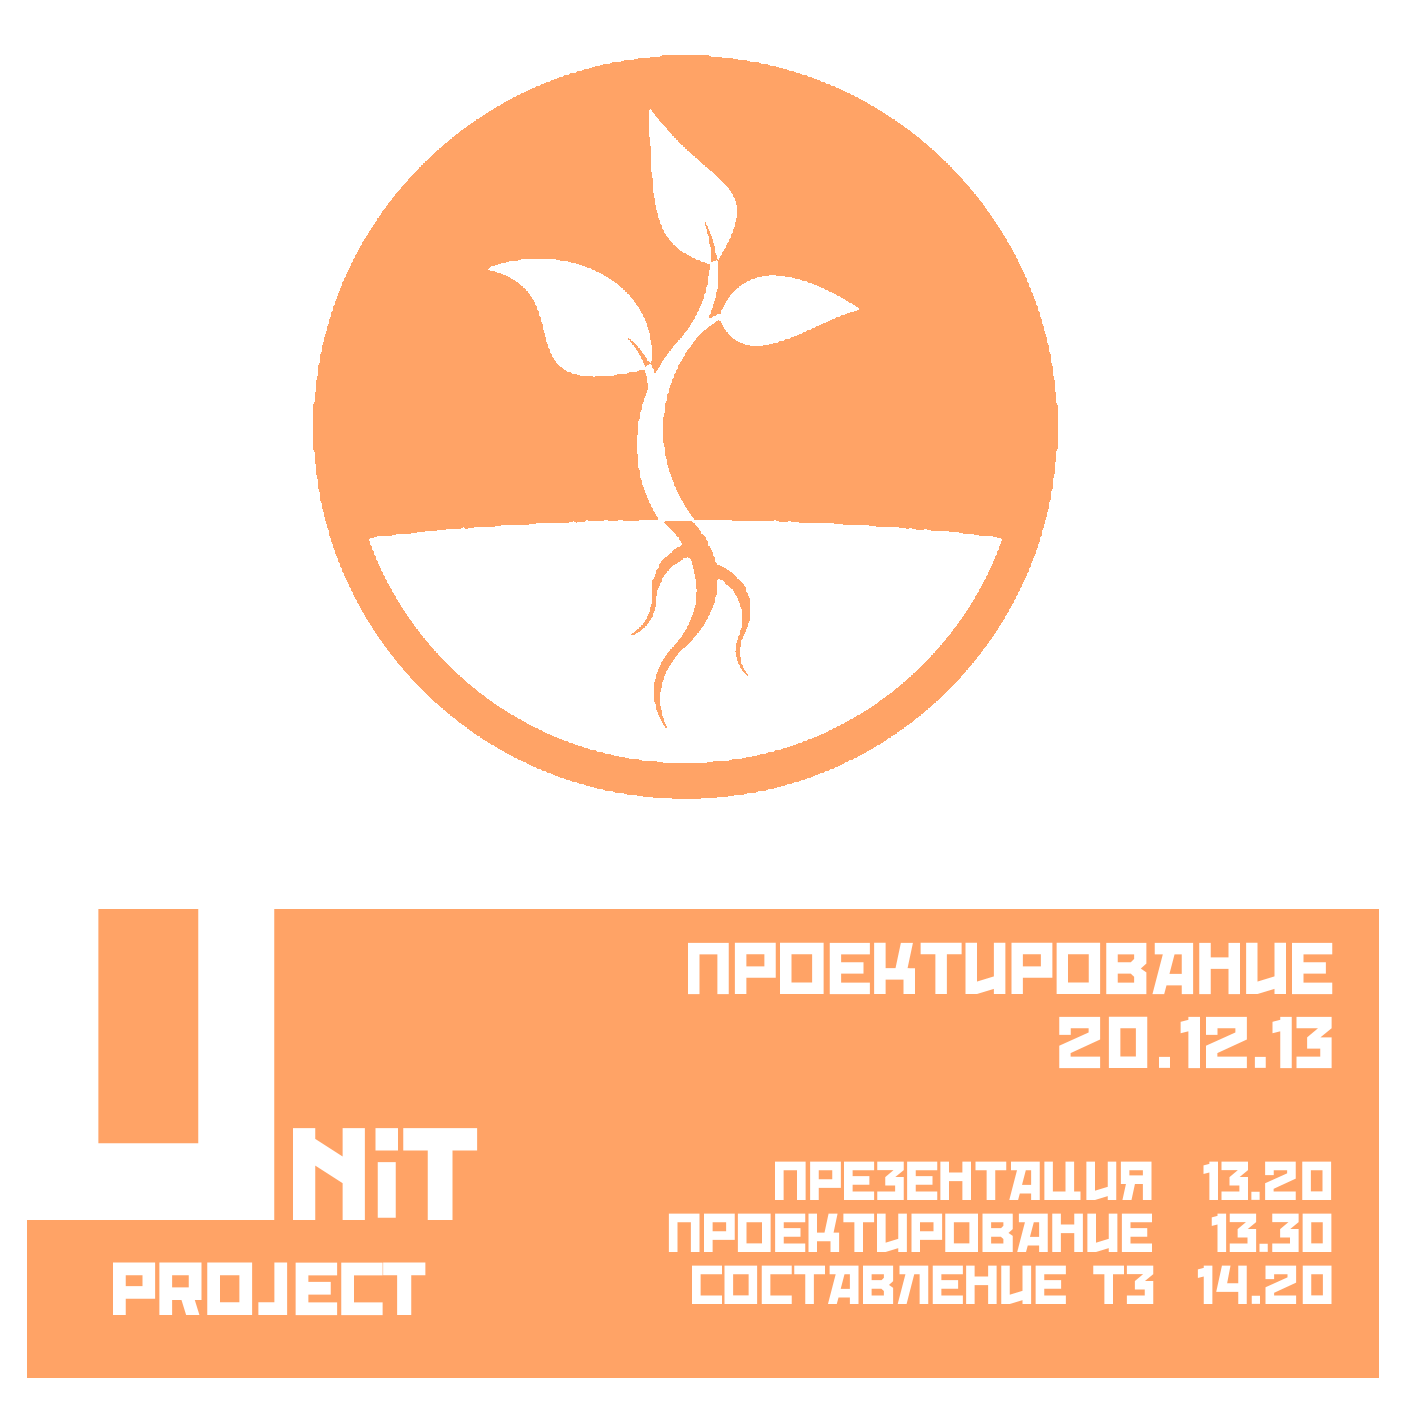 UNiT
PROJECT
ПРОЕКТИРОВАНИЕ
20.12.13
ПРЕЗЕНТАЦИЯ 13.20
ПРОЕКТИРОВАНИЕ 13.30
СОСТАВЛЕНИЕ ТЗ 14.20